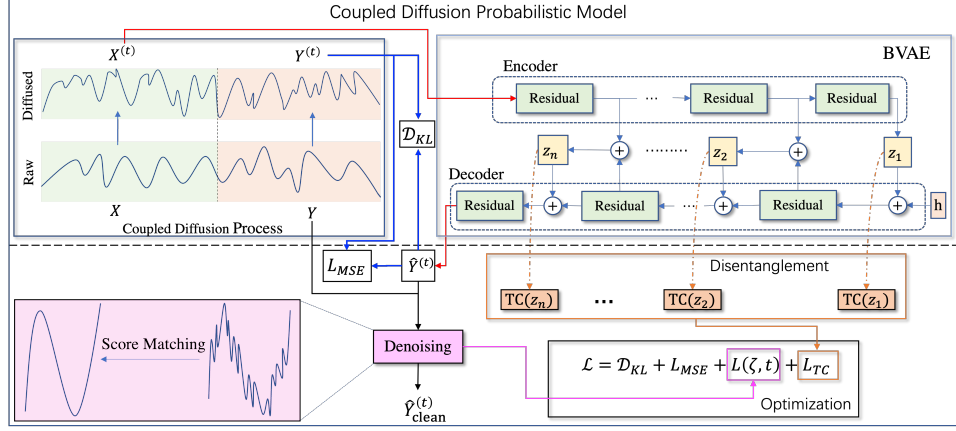 Coupled Diffusion Probabilistic Model
X^(t)
Y^(t)
Diffused
Raw
X
Y
Coupled Diffusion Process
𝒟_KL
BVAE
Encoder
Residual
...
Residual
Residual
z_n
+
.........
z_2
+
z_1
Decoder
Residual
+
Residual
...
+
Residual
+
h
L_MSE
Ŷ^(t)
Disentanglement
TC(z_n)
...
TC(z_2)
TC(z_1)
Score Matching
Denoising
Ŷ^(t)_clean
ℒ = 𝒟_KL + L_MSE + L(ζ, t) + L_TC
Optimization